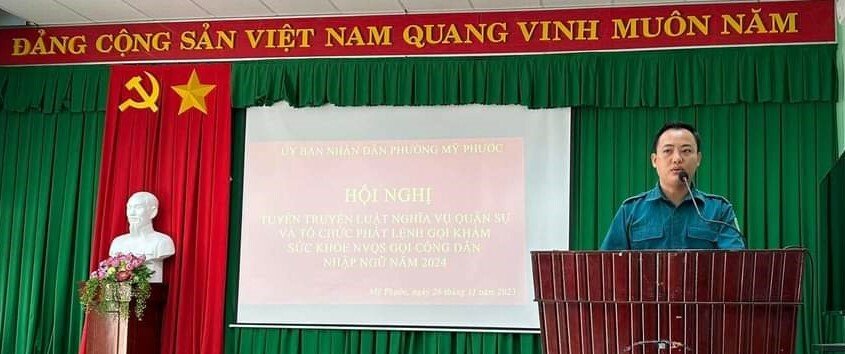 ĐẢNG CỘNG SẢN VIỆT NAM QUANG VINH MUÔN NĂM
ỦY BAN NHÂN DÂN PHƯỜNG MỸ PHƯỚC
HỘI NGHỊ
TUYÊN TRUYỀN LUẬT NGHĨA VỤ QUÂN SỰ
VÀ TỔ CHỨC PHÁT LỆNH GỌI KHÁM
SỨC KHỎE NVQS GỌI CÔNG DÂN
NHẬP NGŨ NĂM 2024
Mỹ Phước, ngày 28 tháng 11 năm 2023